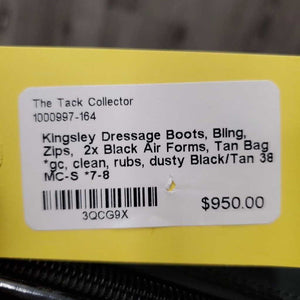 The Tack Collector
1000997-164
Kingsley Dressage Boots, Bling,
Zips, 2x Black Air Forms, Tan Bag
*gc, clean, rubs, dusty Black/Tan 38
MC-S *7-8
3QCG9X
$950.00